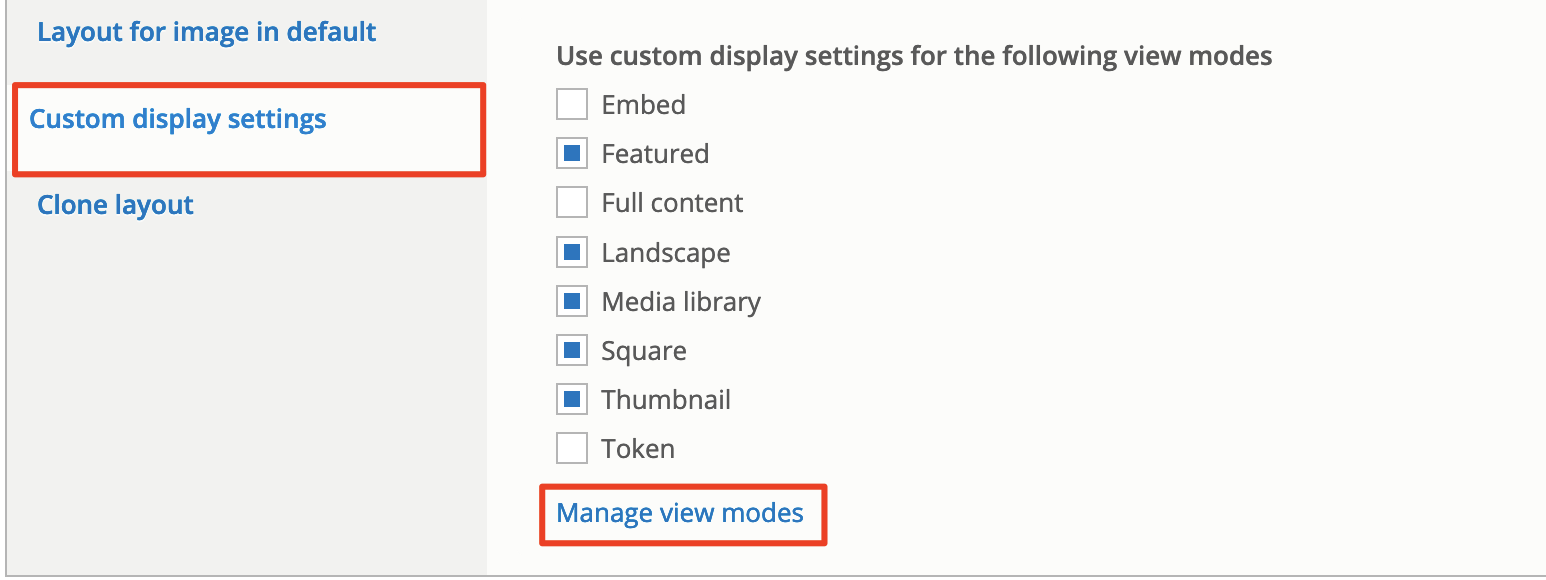 Layout for image in default
Custom display settings
Clone layout
Use custom display settings for the following view modes
Embed
Featured
Full content
Landscape
Media library
Square
Thumbnail
Token
Manage view modes